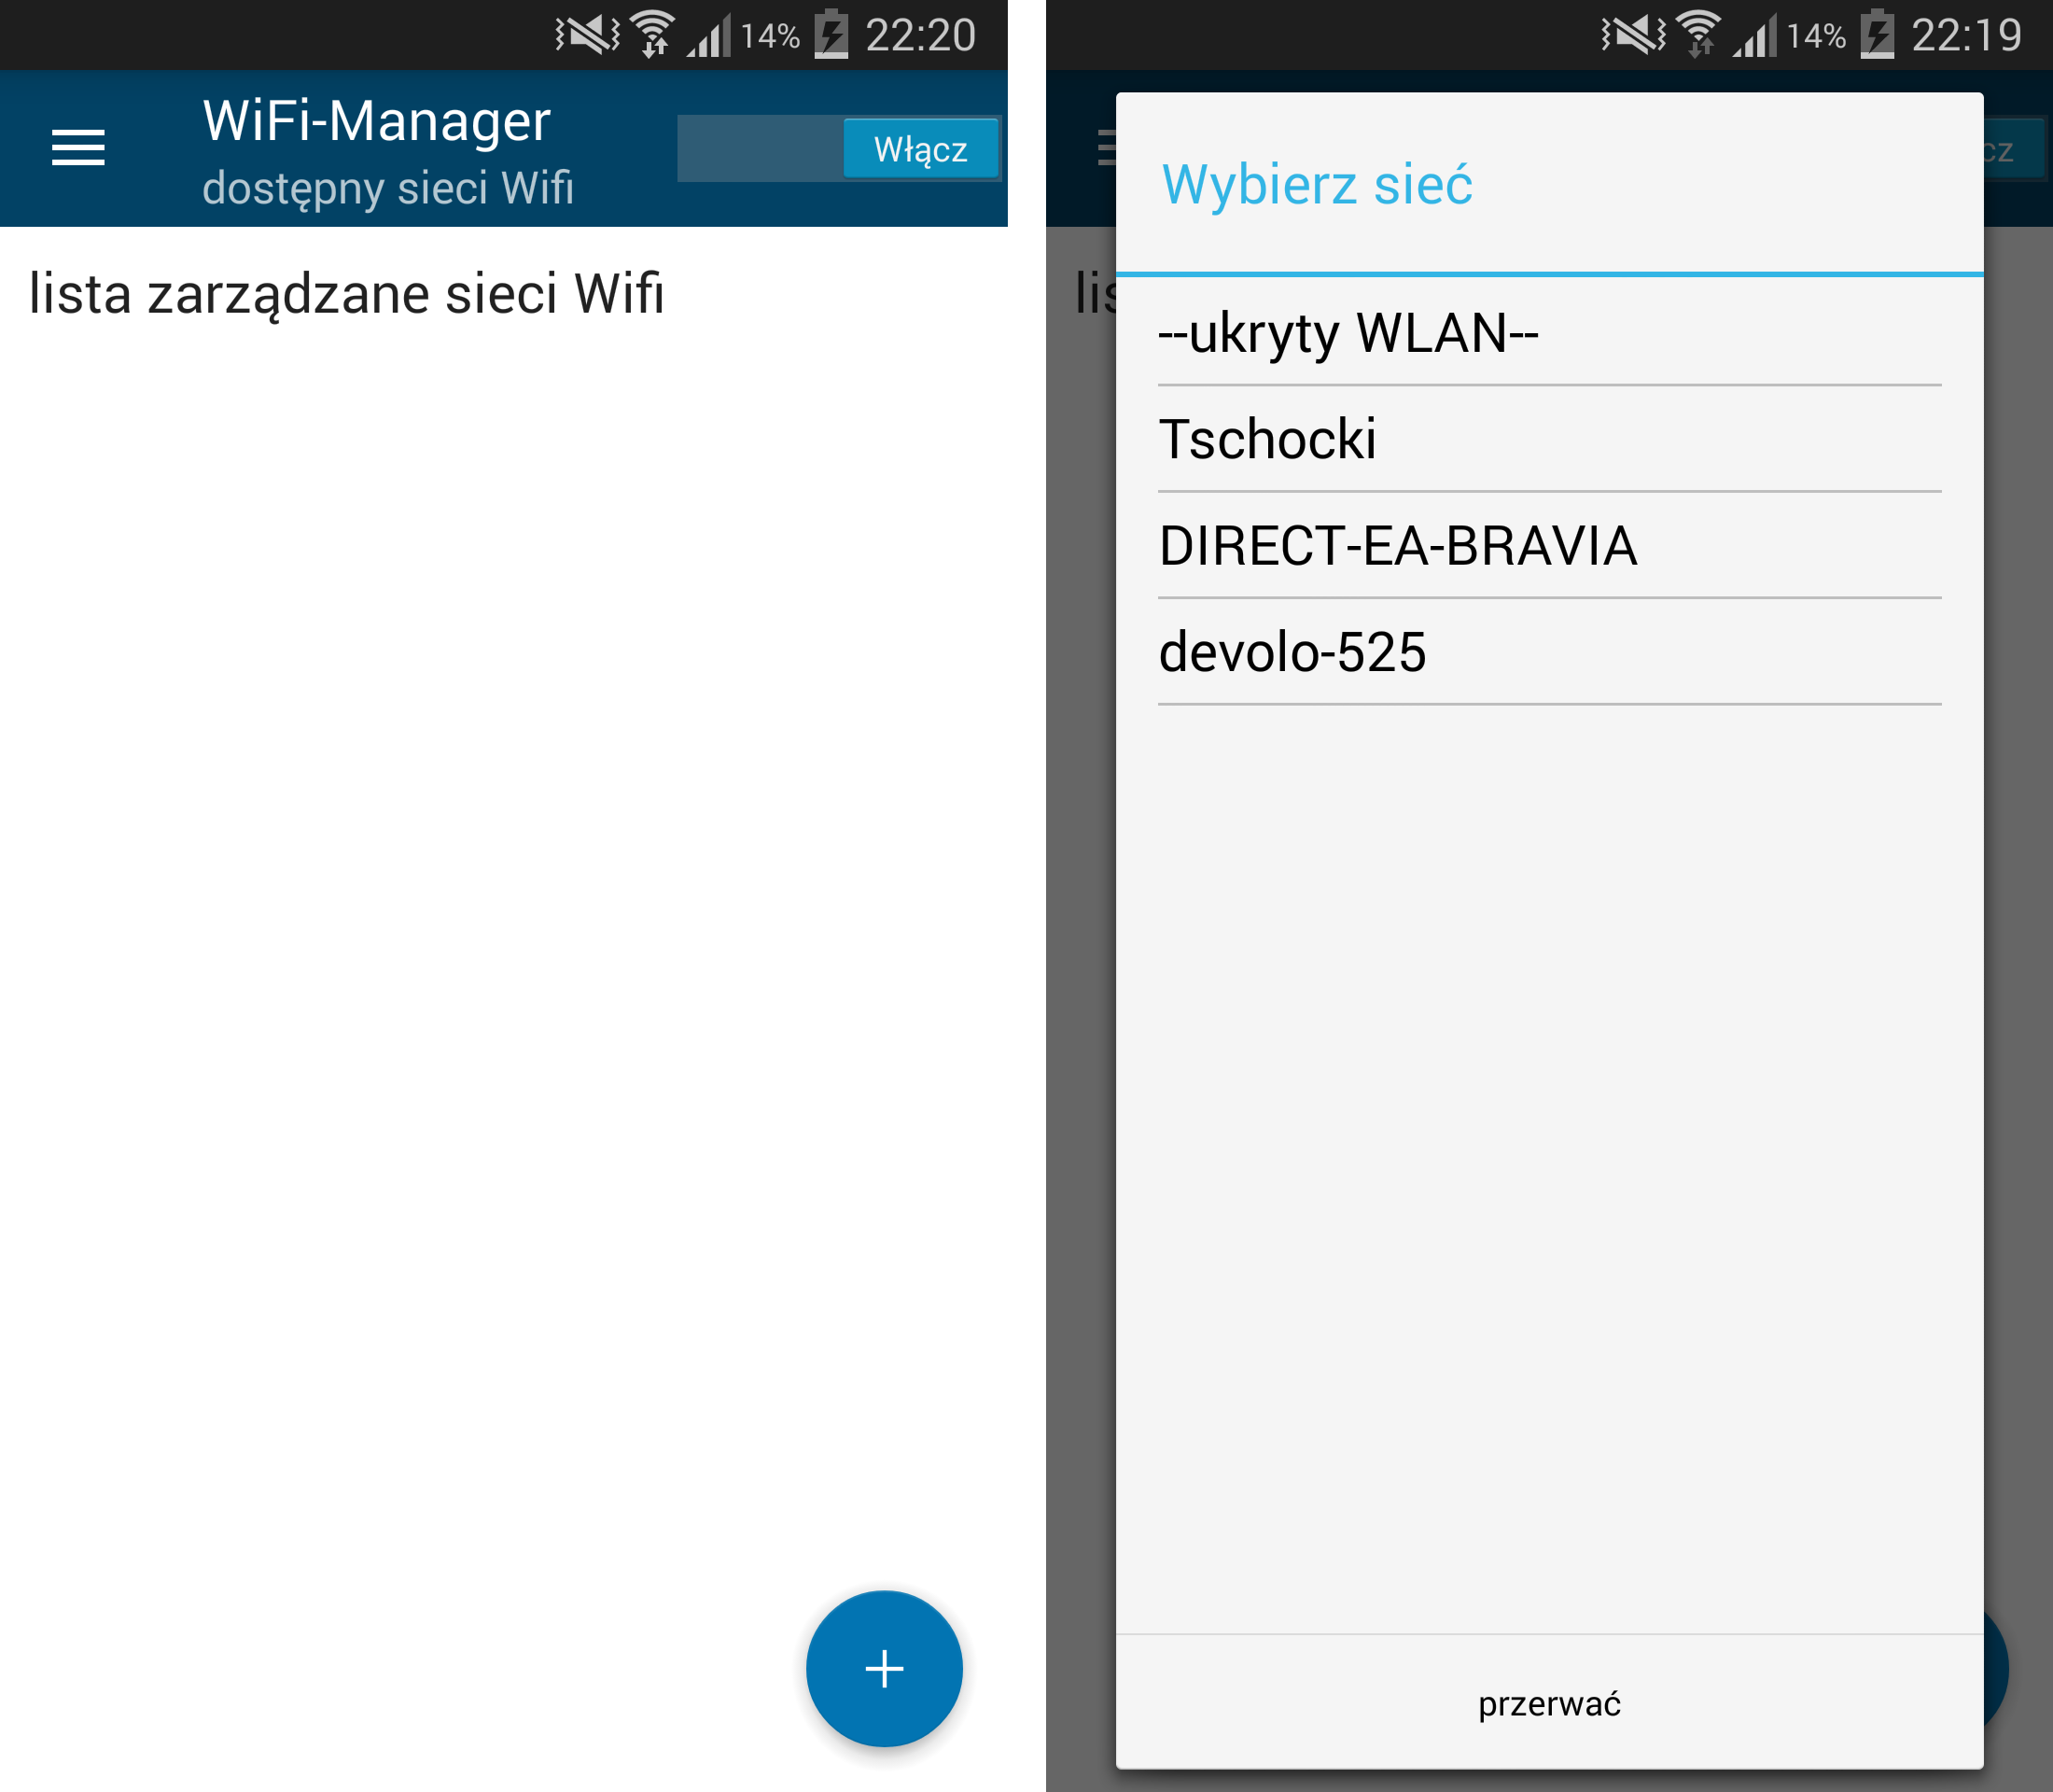 14% 22:20
WiFi-Manager
dostępny sieci Wifi
Włącz
lista zarządzane sieci Wifi
14% 22:19
cz
lis
Wybierz sieć
--ukryty WLAN--
Tschocki
DIRECT-EA-BRAVIA
devolo-525
przerwać